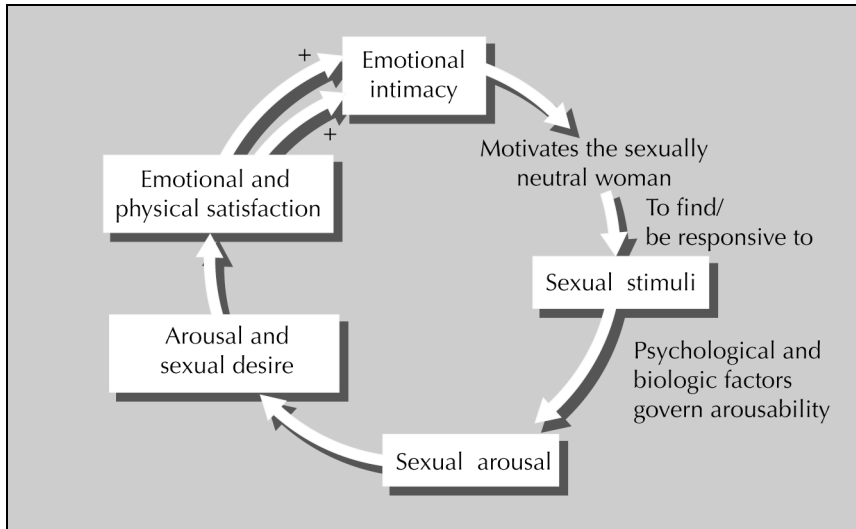 +
Emotional
intimacy
+
Motivates the sexually
neutral woman
To find/
be responsive to
Sexual stimuli
Psychological and
biologic factors
govern arousability
Sexual arousal
Arousal and
sexual desire
Emotional and
physical satisfaction